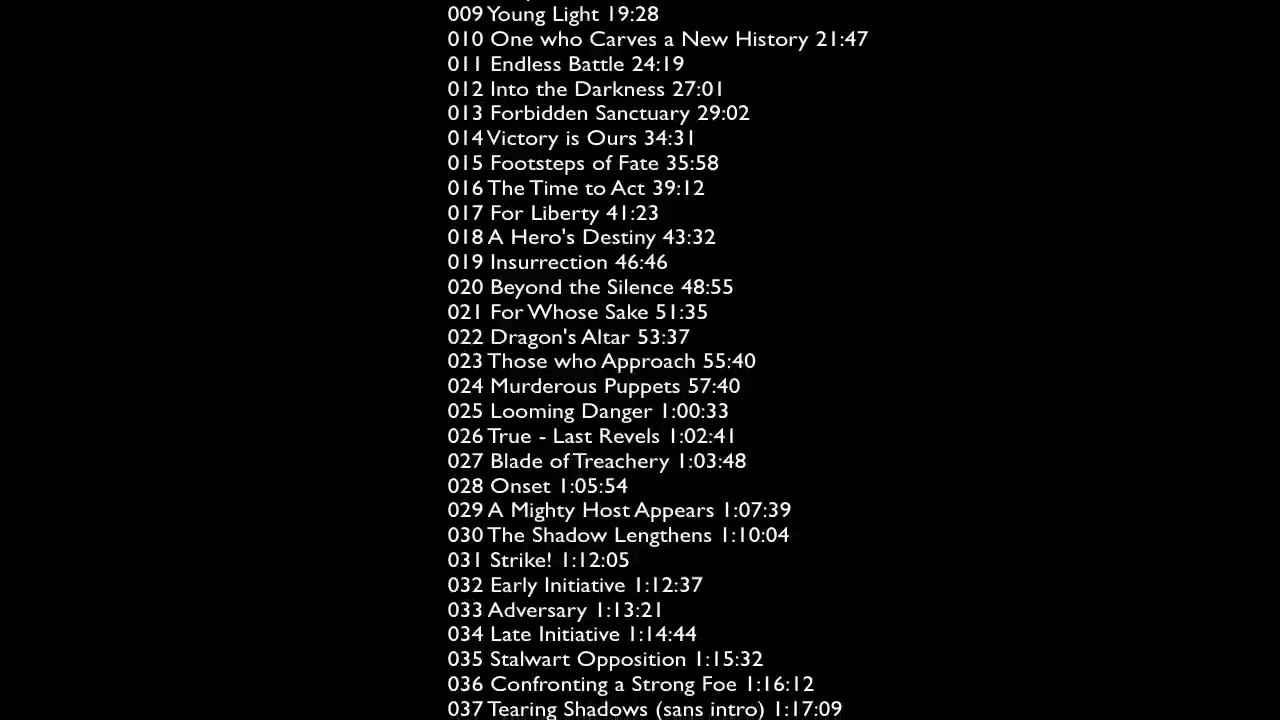 009 Young Light 19:28
010 One who Carves a New History 21:47
011 Endless Battle 24:19
012 Into the Darkness 27:01
013 Forbidden Sanctuary 29:02
014 Victory is Ours 34:31
015 Footsteps of Fate 35:58
016 The Time to Act 39:12
017 For Liberty 41:23
018 A Hero's Destiny 43:32
019 Insurrection 46:46
020 Beyond the Silence 48:55
021 For Whose Sake 51:35
022 Dragon's Altar 53:37
023 Those who Approach 55:40
024 Murderous Puppets 57:40
025 Looming Danger 1:00:33
026 True - Last Revels 1:02:41
027 Blade of Treachery 1:03:48
028 Onset 1:05:54
029 A Mighty Host Appears 1:07:39
030 The Shadow Lengthens 1:10:04
031 Strike! 1:12:05
032 Early Initiative 1:12:37
033 Adversary 1:13:21
034 Late Initiative 1:14:44
035 Stalwart Opposition 1:15:32
036 Confronting a Strong Foe 1:16:12
037 Tearing Shadows (sans intro) 1:17:09